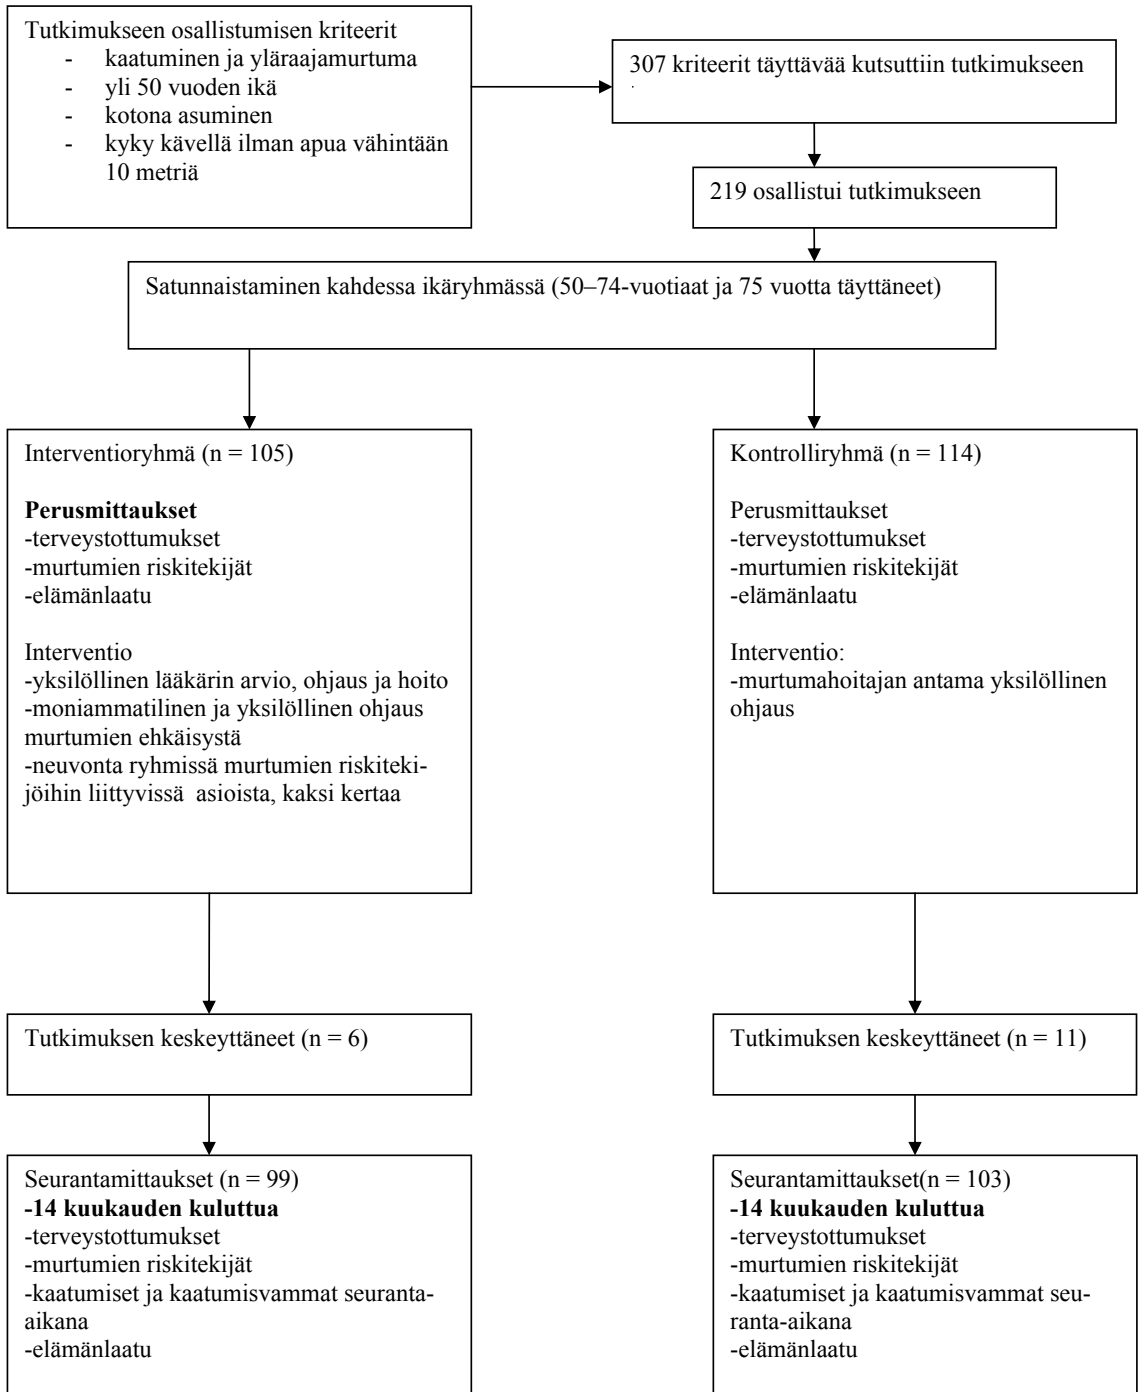 Tutkimukseen osallistumisen kriteerit
- kaatuminen ja yläraajamurtuma
- yli 50 vuoden ikä
- kotona asuminen
- kyky kävellä ilman apua vähintään
10 metriä
307 kriteerit täyttävää kutsuttiin tutkimukseen
.
219 osallistui tutkimukseen
Satunnaistaminen kahdessa ikäryhmässä (50–74-vuotiaat ja 75 vuotta täyttäneet)
Interventioryhmä (n = 105)
Perusmittaukset
-terveystottumukset
-murtumien riskitekijät
-elämänlaatu
Interventio
-yksilöllinen lääkärin arvio, ohjaus ja hoito
-moniammatilinen ja yksilöllinen ohjaus
murtumien ehkäisystä
-neuvonta ryhmissä murtumien riskiteki-
jöihin liittyvissä asioista, kaksi kertaa
Kontrolliryhmä (n = 114)
Perusmittaukset
-terveystottumukset
-murtumien riskitekijät
-elämänlaatu
Interventio:
-murtumahoitajan antama yksilöllinen
ohjaus
Tutkimuksen keskeyttäneet (n = 6)
Tutkimuksen keskeyttäneet (n = 11)
Seurantamittaukset (n = 99)
-14 kuukauden kuluttua
-terveystottumukset
-murtumien riskitekijät
-kaatumiset ja kaatumisvammat seuranta-
aikana
-elämänlaatu
Seurantamittaukset(n = 103)
-14 kuukauden kuluttua
-terveystottumukset
-murtumien riskitekijät
-kaatumiset ja kaatumisvammat seu-
ranta-aikana
-elämänlaatu